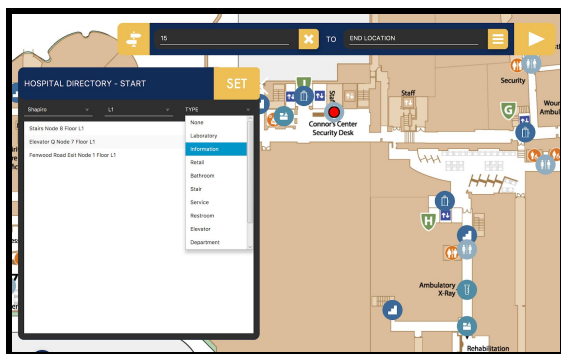 15
TO
END LOCATION
HOSPITAL DIRECTORY - START
SET
Shapiro
L1
TYPE
Stairs Node 8 Floor L1
Elevator Q Node 7 Floor L1
Fenwood Road Exit Node 1 Floor L1
None
Laboratory
Information
Retail
Bathroom
Stair
Service
Restroom
Elevator
Department
Staff
Connor's Center
Security Desk
Staff
Security
G
H
Ambulatory
X-Ray
Rehabilitation